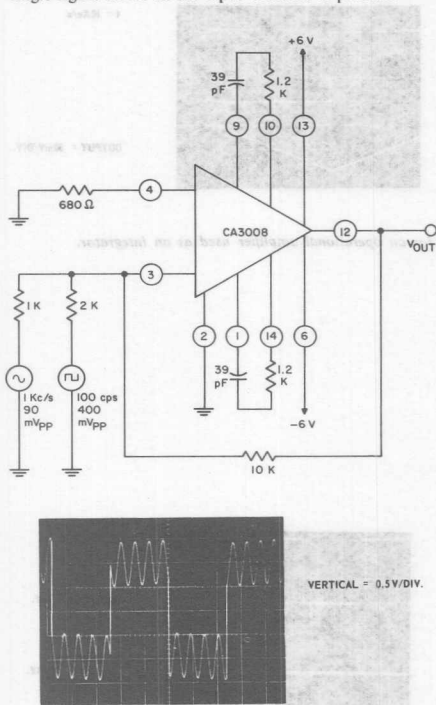 +6 V
39
pF
1.2
K
9
10
13
4
680 Ω
CA3008
12
V_OUT
3
1 K
2 K
2
1
14
6
39
pF
1.2
K
1 Kc/s
90
mVpp
100 cps
400
mVpp
−6 V
10 K
VERTICAL = 0.5V/DIV.